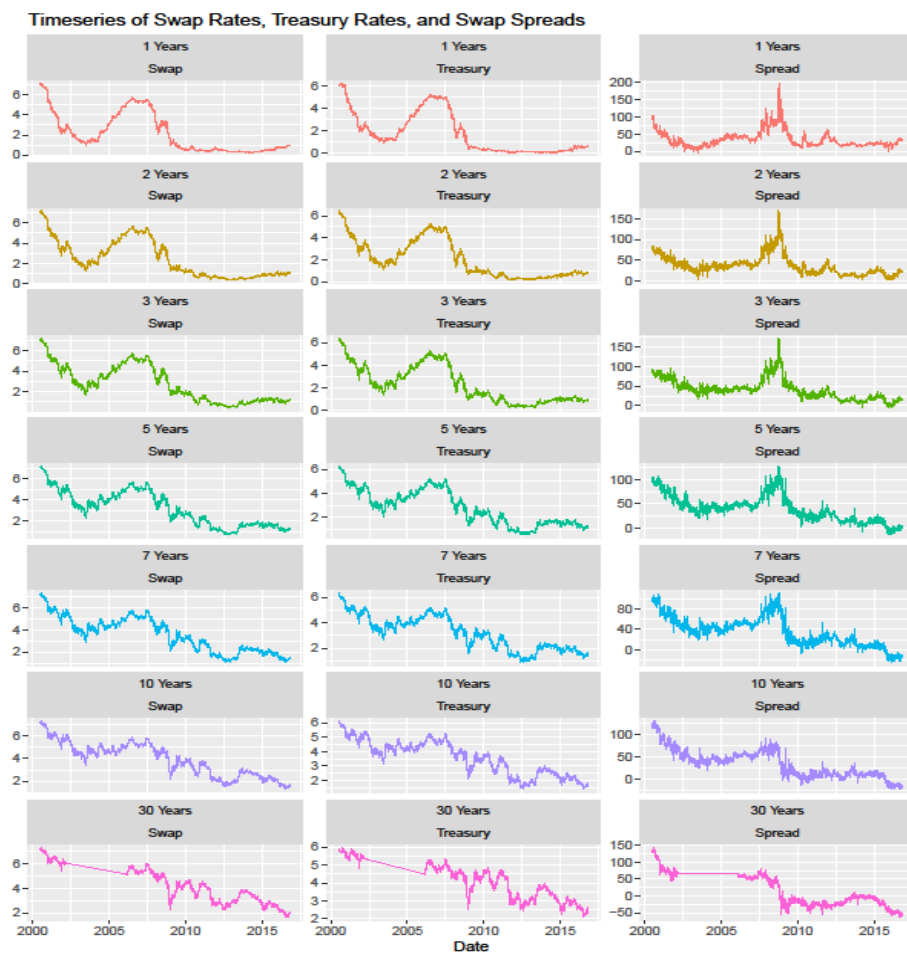 Timeseries of Swap Rates, Treasury Rates, and Swap Spreads
1 Years
Swap
1 Years
Treasury
1 Years
Spread
6
4
2
0
6
4
2
0
200
150
100
50
0
2 Years
Swap
2 Years
Treasury
2 Years
Spread
6
4
2
0
6
4
2
0
150
100
50
0
3 Years
Swap
3 Years
Treasury
3 Years
Spread
6
4
2
6
4
2
0
150
100
50
0
5 Years
Swap
5 Years
Treasury
5 Years
Spread
6
4
2
6
4
2
100
50
0
7 Years
Swap
7 Years
Treasury
7 Years
Spread
6
4
2
6
4
2
80
40
0
10 Years
Swap
10 Years
Treasury
10 Years
Spread
6
4
2
6
5
4
3
2
100
50
0
30 Years
Swap
30 Years
Treasury
30 Years
Spread
6
4
2
6
5
4
3
2
150
100
50
0
−50
2000 2005 2010 2015
2000 2005 2010 2015
2000 2005 2010 2015
Date